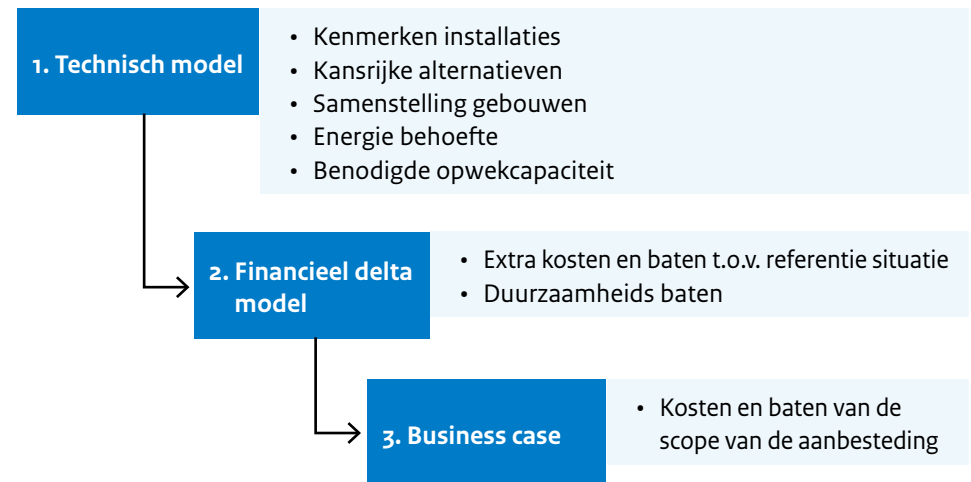 1. Technisch model
• Kenmerken installaties
• Kansrijke alternatieven
• Samenstelling gebouwen
• Energie behoefte
• Benodigde opwekcapaciteit
2. Financieel delta
model
• Extra kosten en baten t.o.v. referentie situatie
• Duurzaamheids baten
3. Business case
• Kosten en baten van de
scope van de aanbesteding